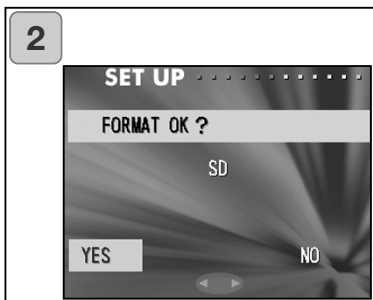 2
SET UP
FORMAT OK ?
SD
YES NO